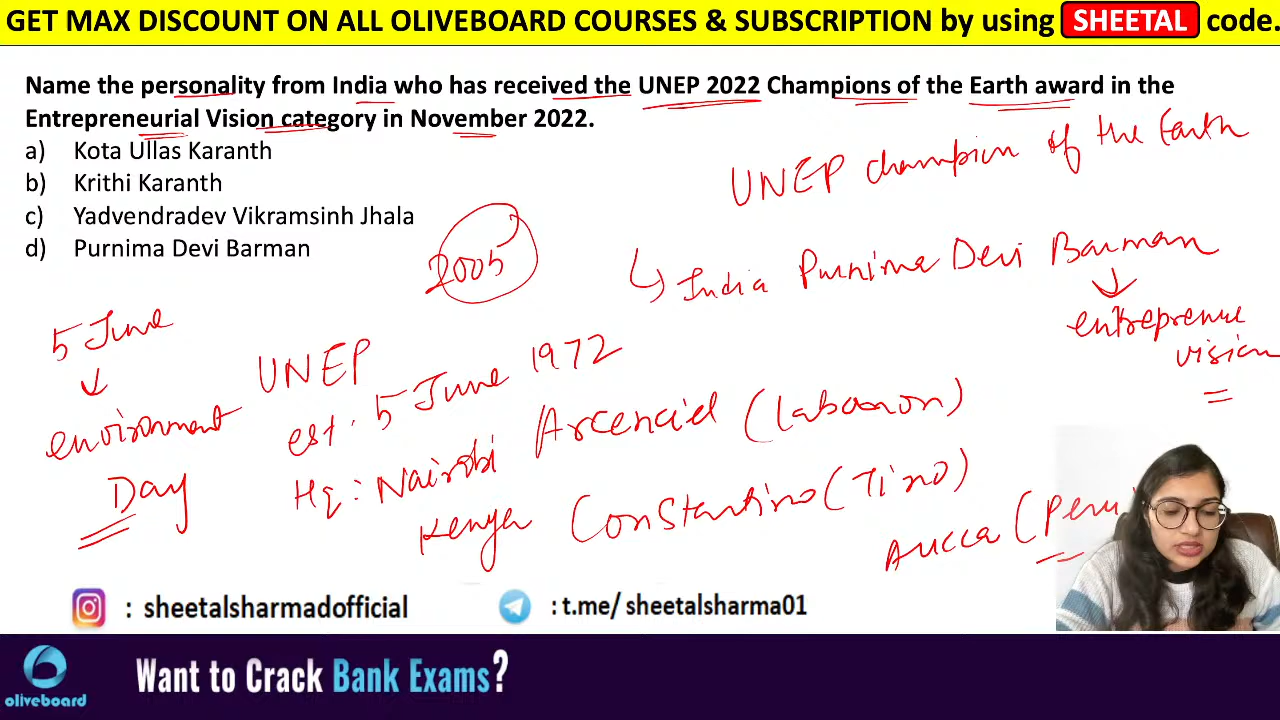 GET MAX DISCOUNT ON ALL OLIVEBOARD COURSES & SUBSCRIPTION by using SHEETAL code.
Name the personality from India who has received the UNEP 2022 Champions of the Earth award in the
Entrepreneurial Vision category in November 2022.
a) Kota Ullas Karanth
b) Krithi Karanth
c) Yadvendradev Vikramsinh Jhala
d) Purnima Devi Barman
UNEP champion of the Earth
2005
India Purnima Devi Barman
entreprenue
vision
5 June
environment
Day
UNEP
est. 5 June 1972
Hq: Nairobi
Kenya
Arcenciel (Labanon)
Constantino (Tino)
Aucca (Peru
: sheetalsharmadofficial
: t.me/ sheetalsharma01
oliveboard
Want to Crack Bank Exams?